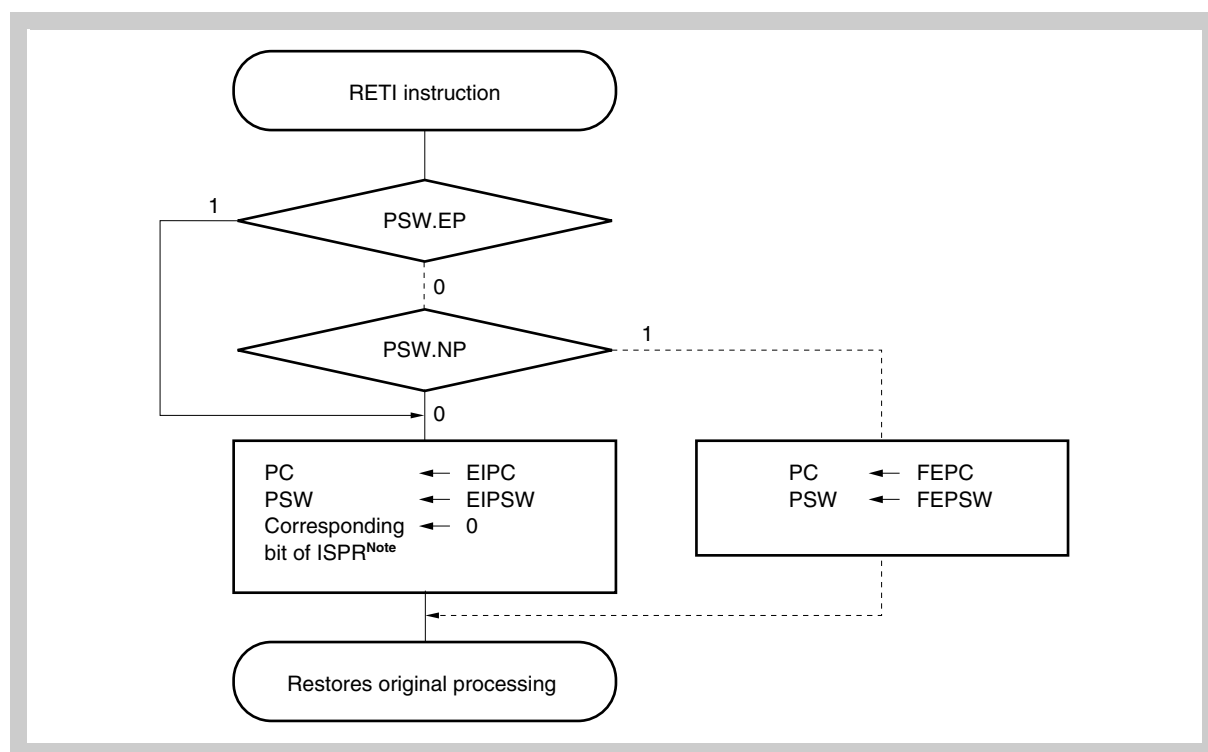 RETI instruction
1
PSW.EP
0
PSW.NP
1
0
PC ← EIPC
PSW ← EIPSW
Corresponding ← 0
bit of ISPRNote
PC ← FEPC
PSW ← FEPSW
Restores original processing